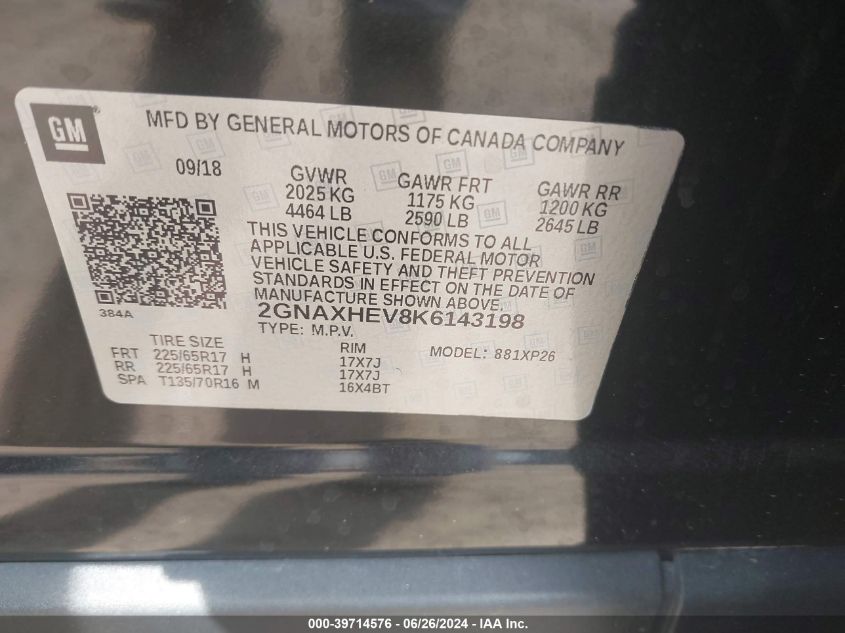 GM
MFD BY GENERAL MOTORS OF CANADA COMPANY
09/18
GVWR
2025 KG
4464 LB
GAWR FRT
1175 KG
2590 LB
GAWR RR
1200 KG
2645 LB
THIS VEHICLE CONFORMS TO ALL
APPLICABLE U.S. FEDERAL MOTOR
VEHICLE SAFETY AND THEFT PREVENTION
STANDARDS IN EFFECT ON THE DATE OF
MANUFACTURE SHOWN ABOVE.
384A
2GNAXHEV8K6143198
TYPE: M.P.V.
MODEL: 881XP26
TIRE SIZE
RIM
FRT 225/65R17 H 17X7J
RR 225/65R17 H 17X7J
SPA T135/70R16 M 16X4BT
000-39714576 - 06/26/2024 - IAA Inc.